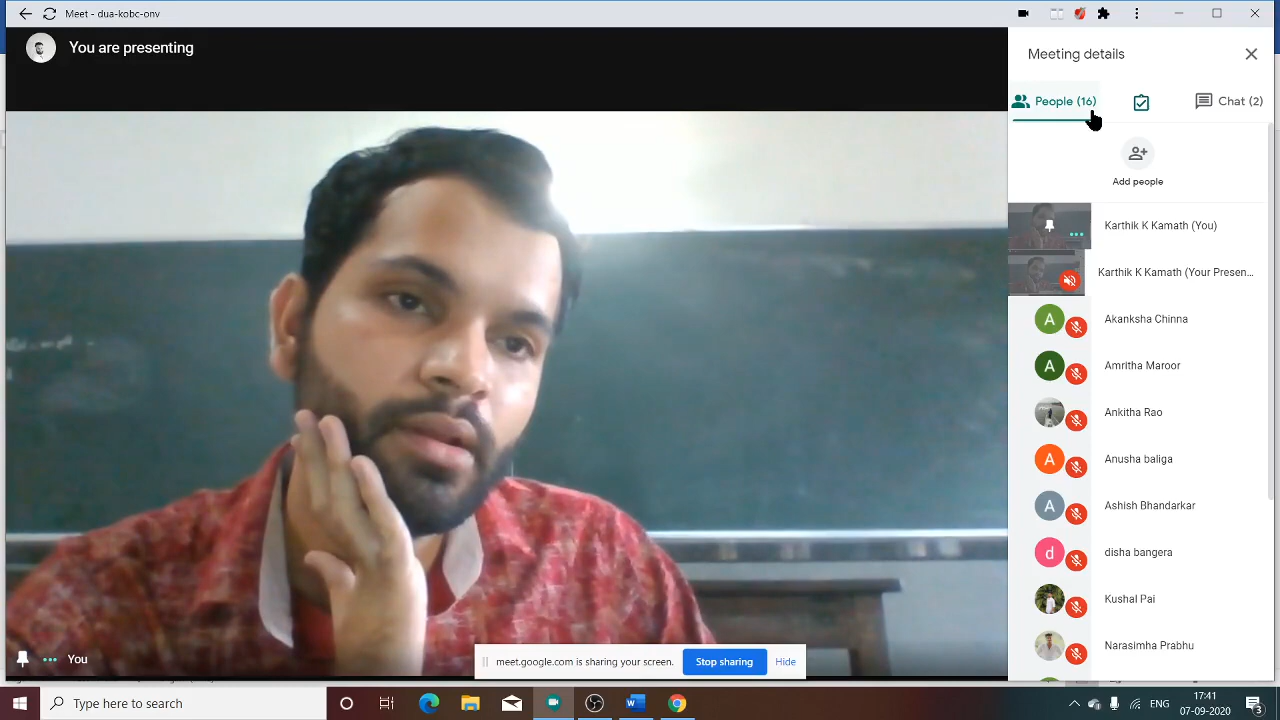 Meet - dua-kobc-onv
You are presenting
Meeting details
People (16)
Chat (2)
Add people
Karthik K Kamath (You)
Karthik K Kamath (Your Presen...
A Akanksha Chinna
A Amritha Maroor
Ankitha Rao
A Anusha baliga
A Ashish Bhandarkar
d disha bangera
Kushal Pai
Narasimha Prabhu
You
meet.google.com is sharing your screen.
Stop sharing
Hide
Type here to search
W
ENG
17:41
07-09-2020
3